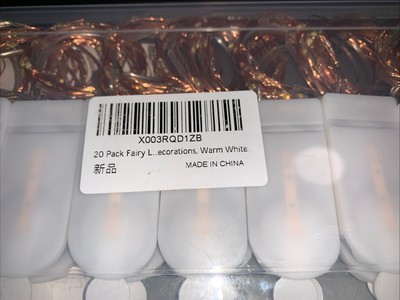 X003RQD1ZB
20 Pack Fairy L...ecorations, Warm White
新品
MADE IN CHINA